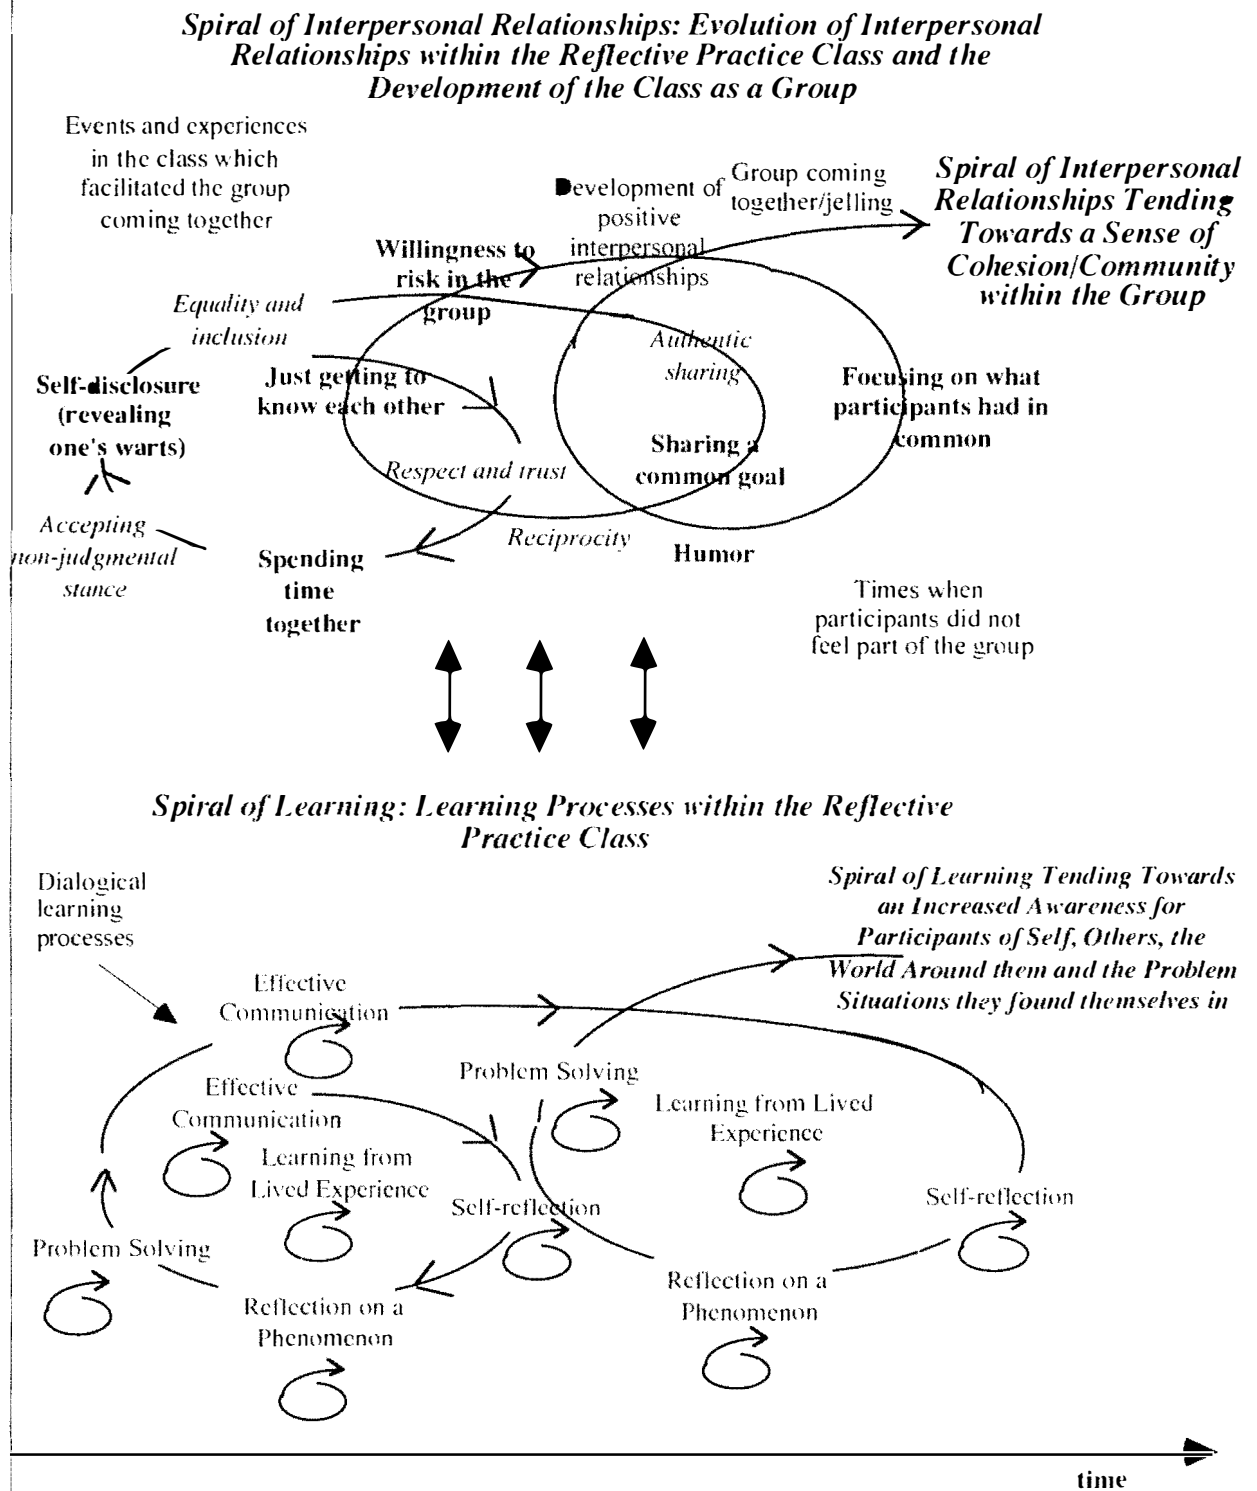 Spiral of Interpersonal Relationships: Evolution of Interpersonal
Relationships within the Reflective Practice Class and the
Development of the Class as a Group
Events and experiences
in the class which
facilitated the group
coming together
Development of
positive
interpersonal
relationships
Group coming
together/jelling
Spiral of Interpersonal
Relationships Tending
Towards a Sense of
Cohesion/Community
within the Group
Willingness to
risk in the
group
Equality and
inclusion
Authentic
sharing
Self-disclosure
(revealing
one's warts)
Just getting to
know each other
Focusing on what
participants had in
common
Sharing a
common goal
Respect and trust
Accepting
non-judgmental
stance
Reciprocity
Humor
Spending
time
together
Times when
participants did not
feel part of the group
Spiral of Learning: Learning Processes within the Reflective
Practice Class
Dialogical
learning
processes
Spiral of Learning Tending Towards
an Increased Awareness for
Participants of Self, Others, the
World Around them and the Problem
Situations they found themselves in
Effective
Communication
Problem Solving
Effective
Communication
Learning from Lived
Experience
Learning from
Lived Experience
Self-reflection
Self-reflection
Problem Solving
Reflection on a
Phenomenon
Reflection on a
Phenomenon
time